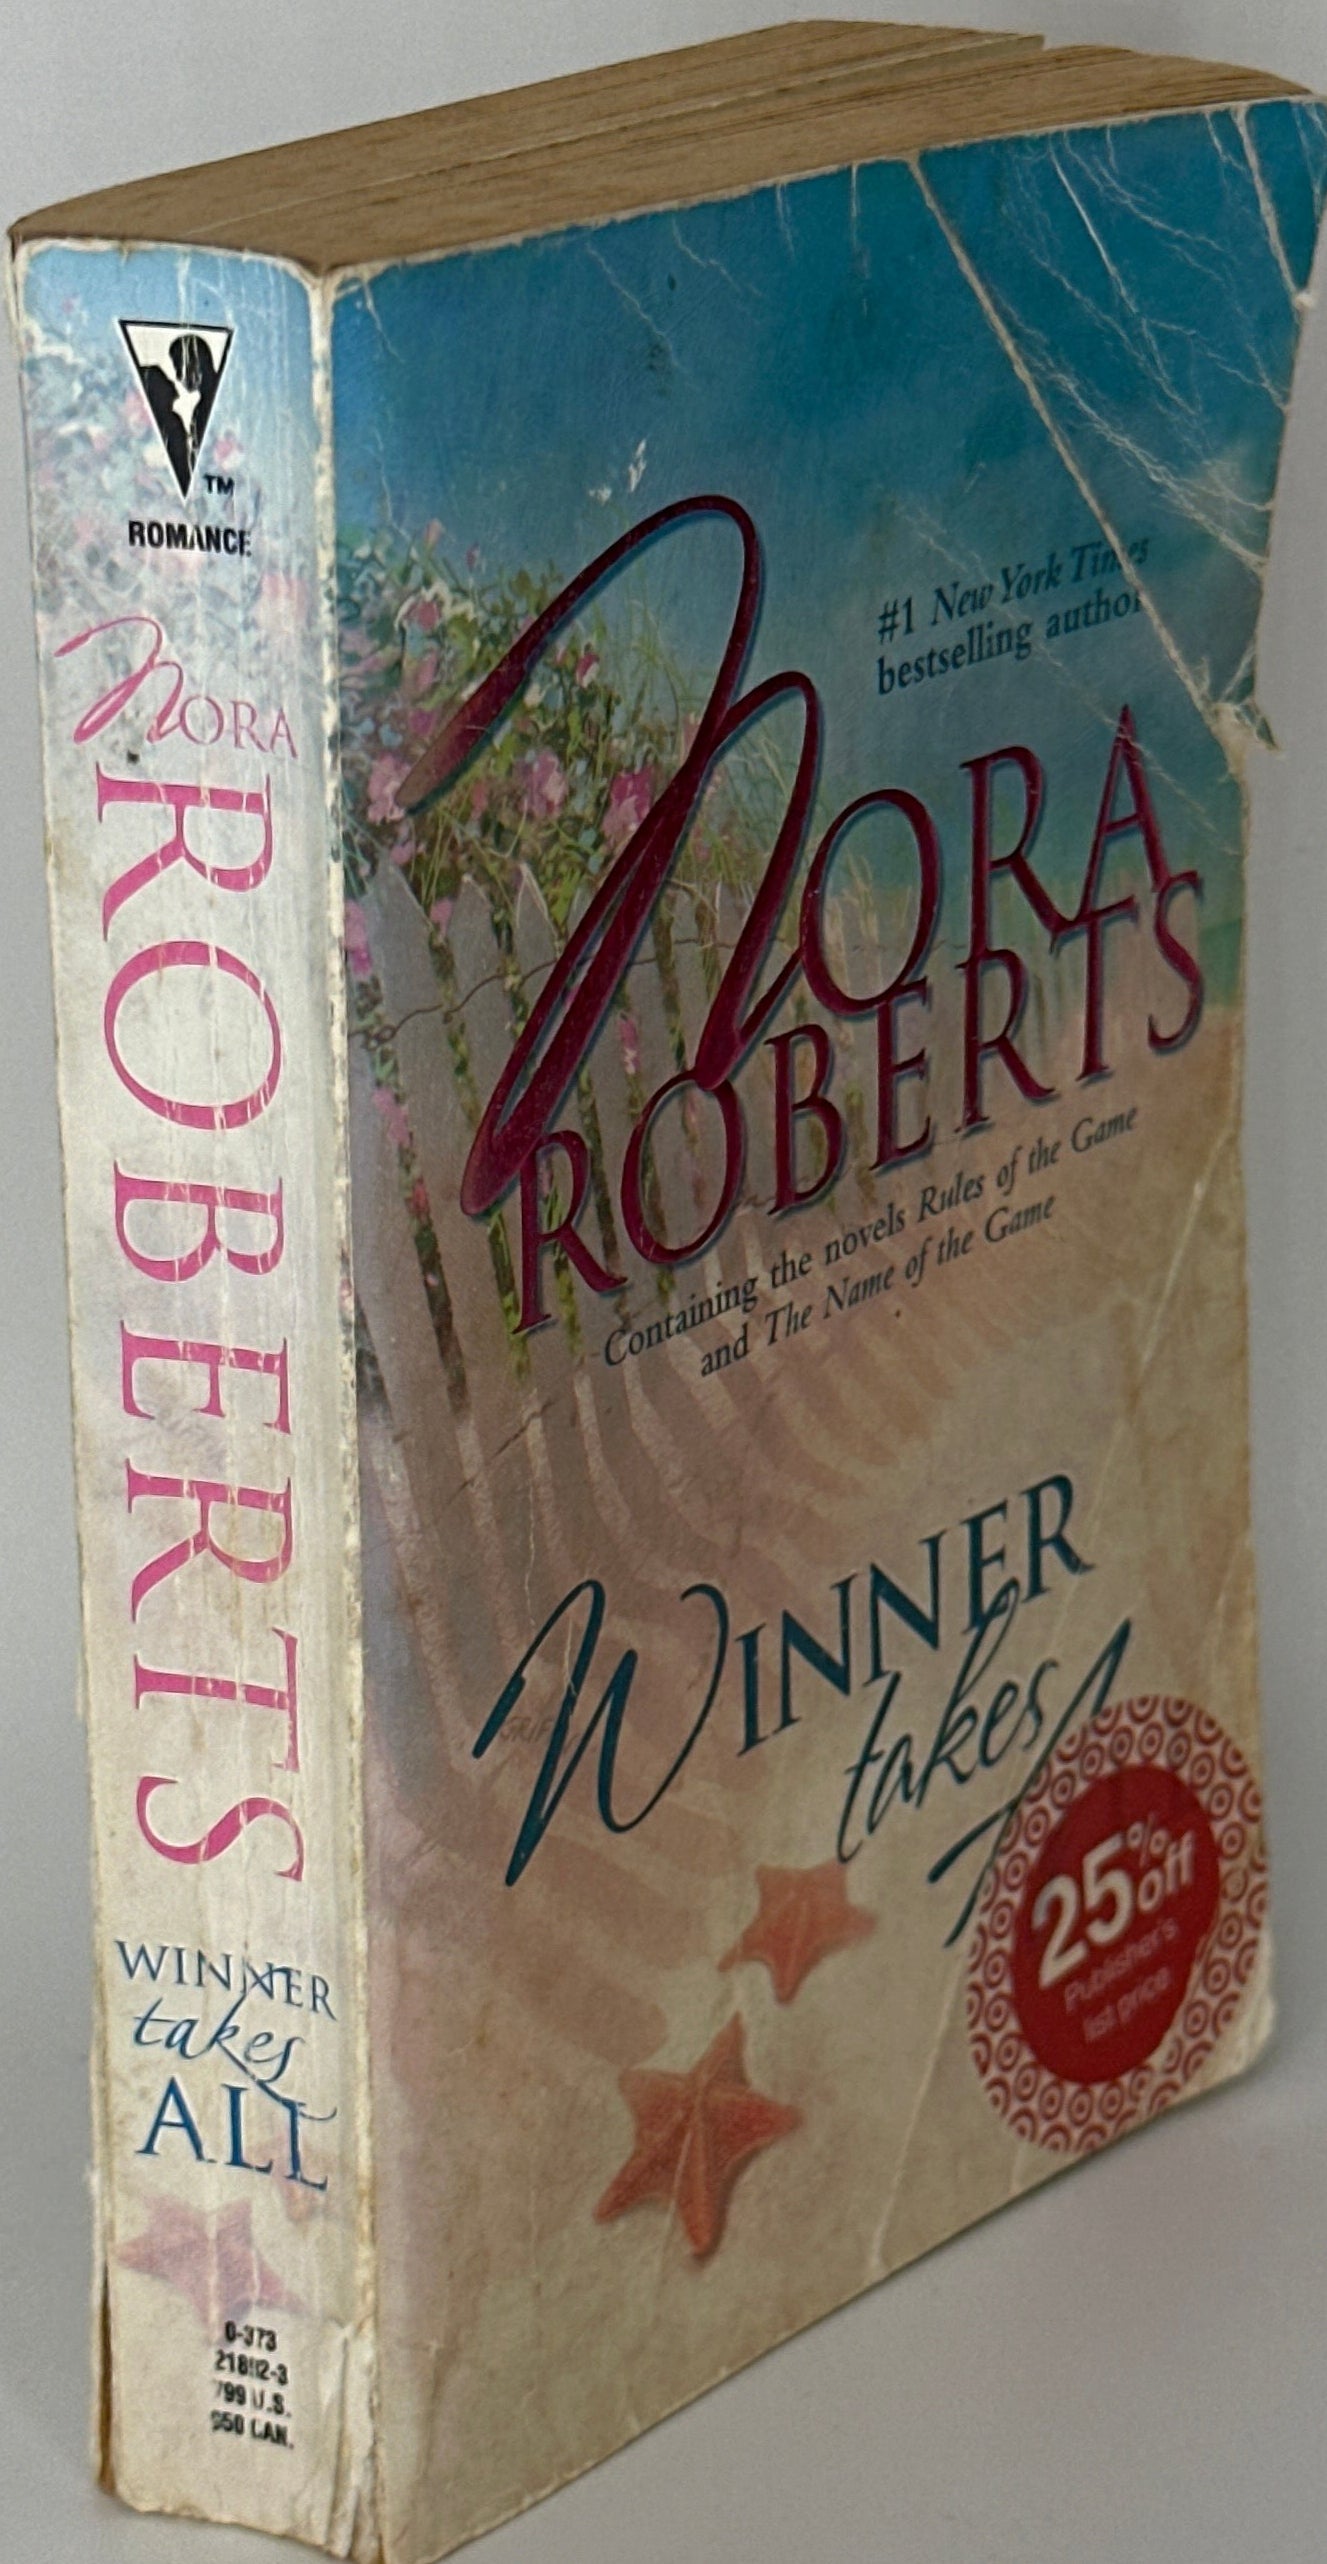 TM
ROMANCE
NORA
ROBERTS
WINNER
takes
ALL
0-373
799 U.S.
CAN.
#1 New York Times
bestselling author
NORA
ROBERTS
Containing the novels Rules of the Game
and The Name of the Game
WINNER
takes
25% off
Publisher's
list price